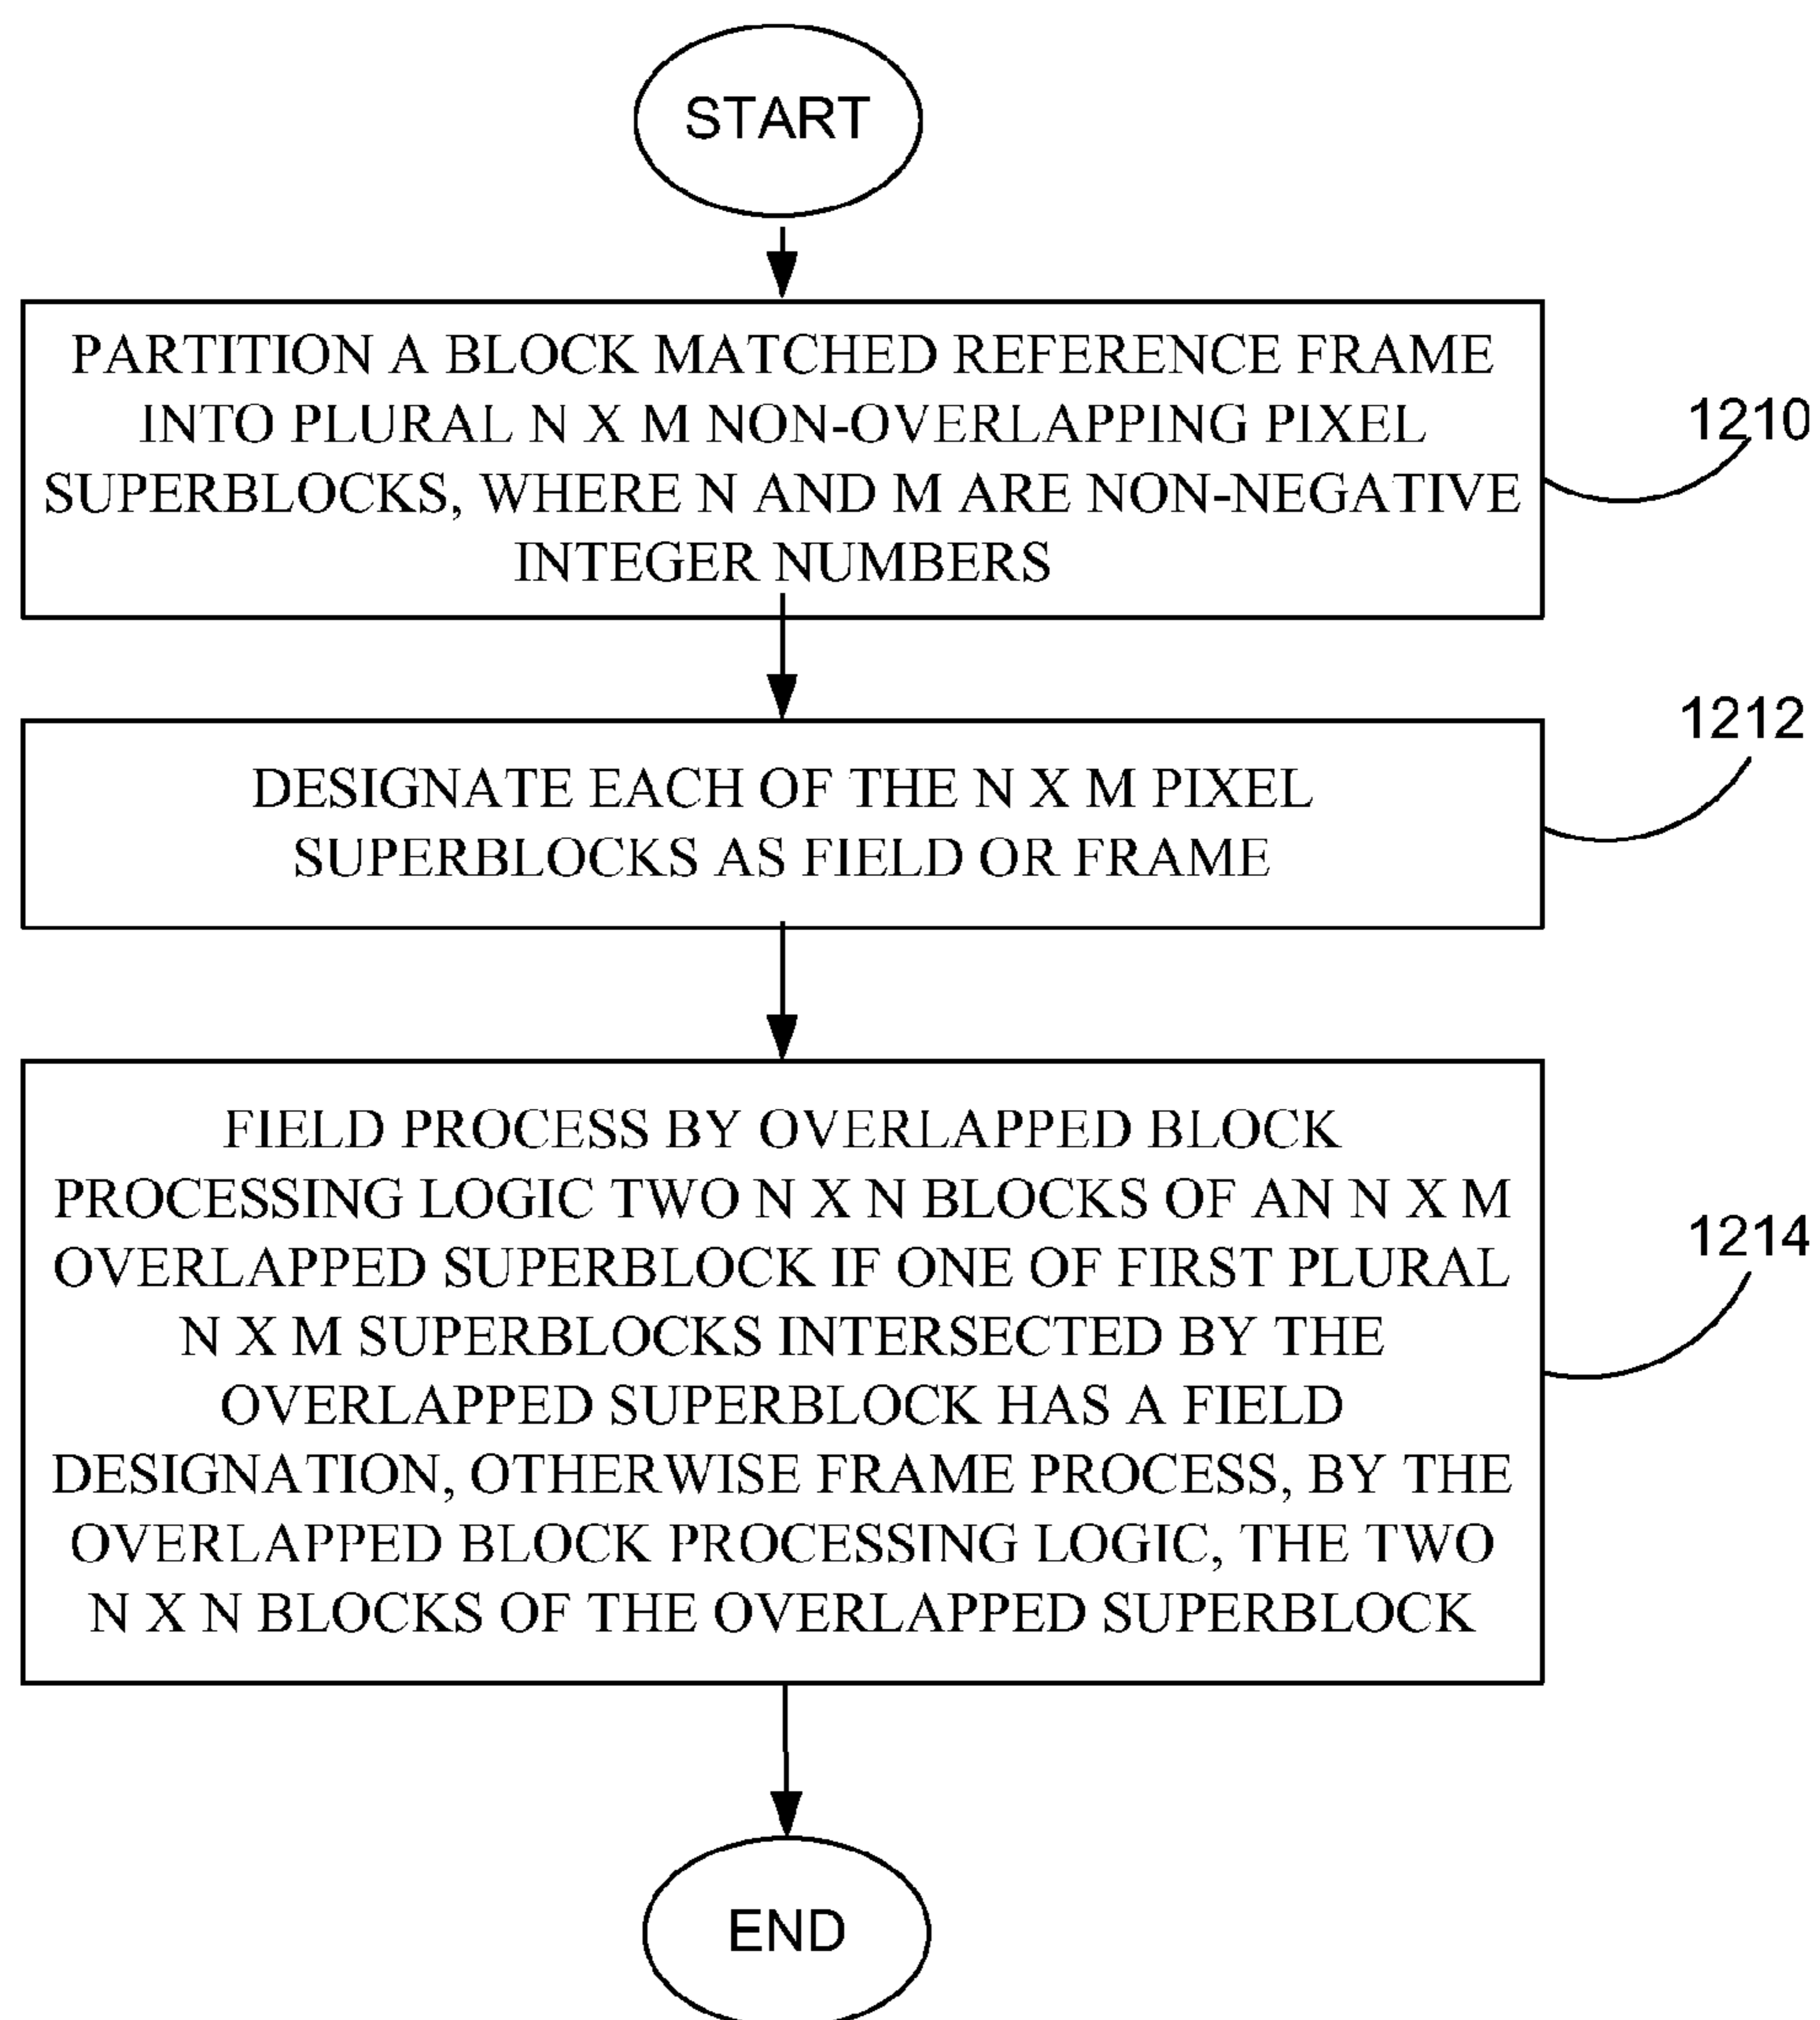 START
PARTITION A BLOCK MATCHED REFERENCE FRAME
INTO PLURAL N X M NON-OVERLAPPING PIXEL
SUPERBLOCKS, WHERE N AND M ARE NON-NEGATIVE
INTEGER NUMBERS
1210
DESIGNATE EACH OF THE N X M PIXEL
SUPERBLOCKS AS FIELD OR FRAME
1212
FIELD PROCESS BY OVERLAPPED BLOCK
PROCESSING LOGIC TWO N X N BLOCKS OF AN N X M
OVERLAPPED SUPERBLOCK IF ONE OF FIRST PLURAL
N X M SUPERBLOCKS INTERSECTED BY THE
OVERLAPPED SUPERBLOCK HAS A FIELD
DESIGNATION, OTHERWISE FRAME PROCESS, BY THE
OVERLAPPED BLOCK PROCESSING LOGIC, THE TWO
N X N BLOCKS OF THE OVERLAPPED SUPERBLOCK
1214
END